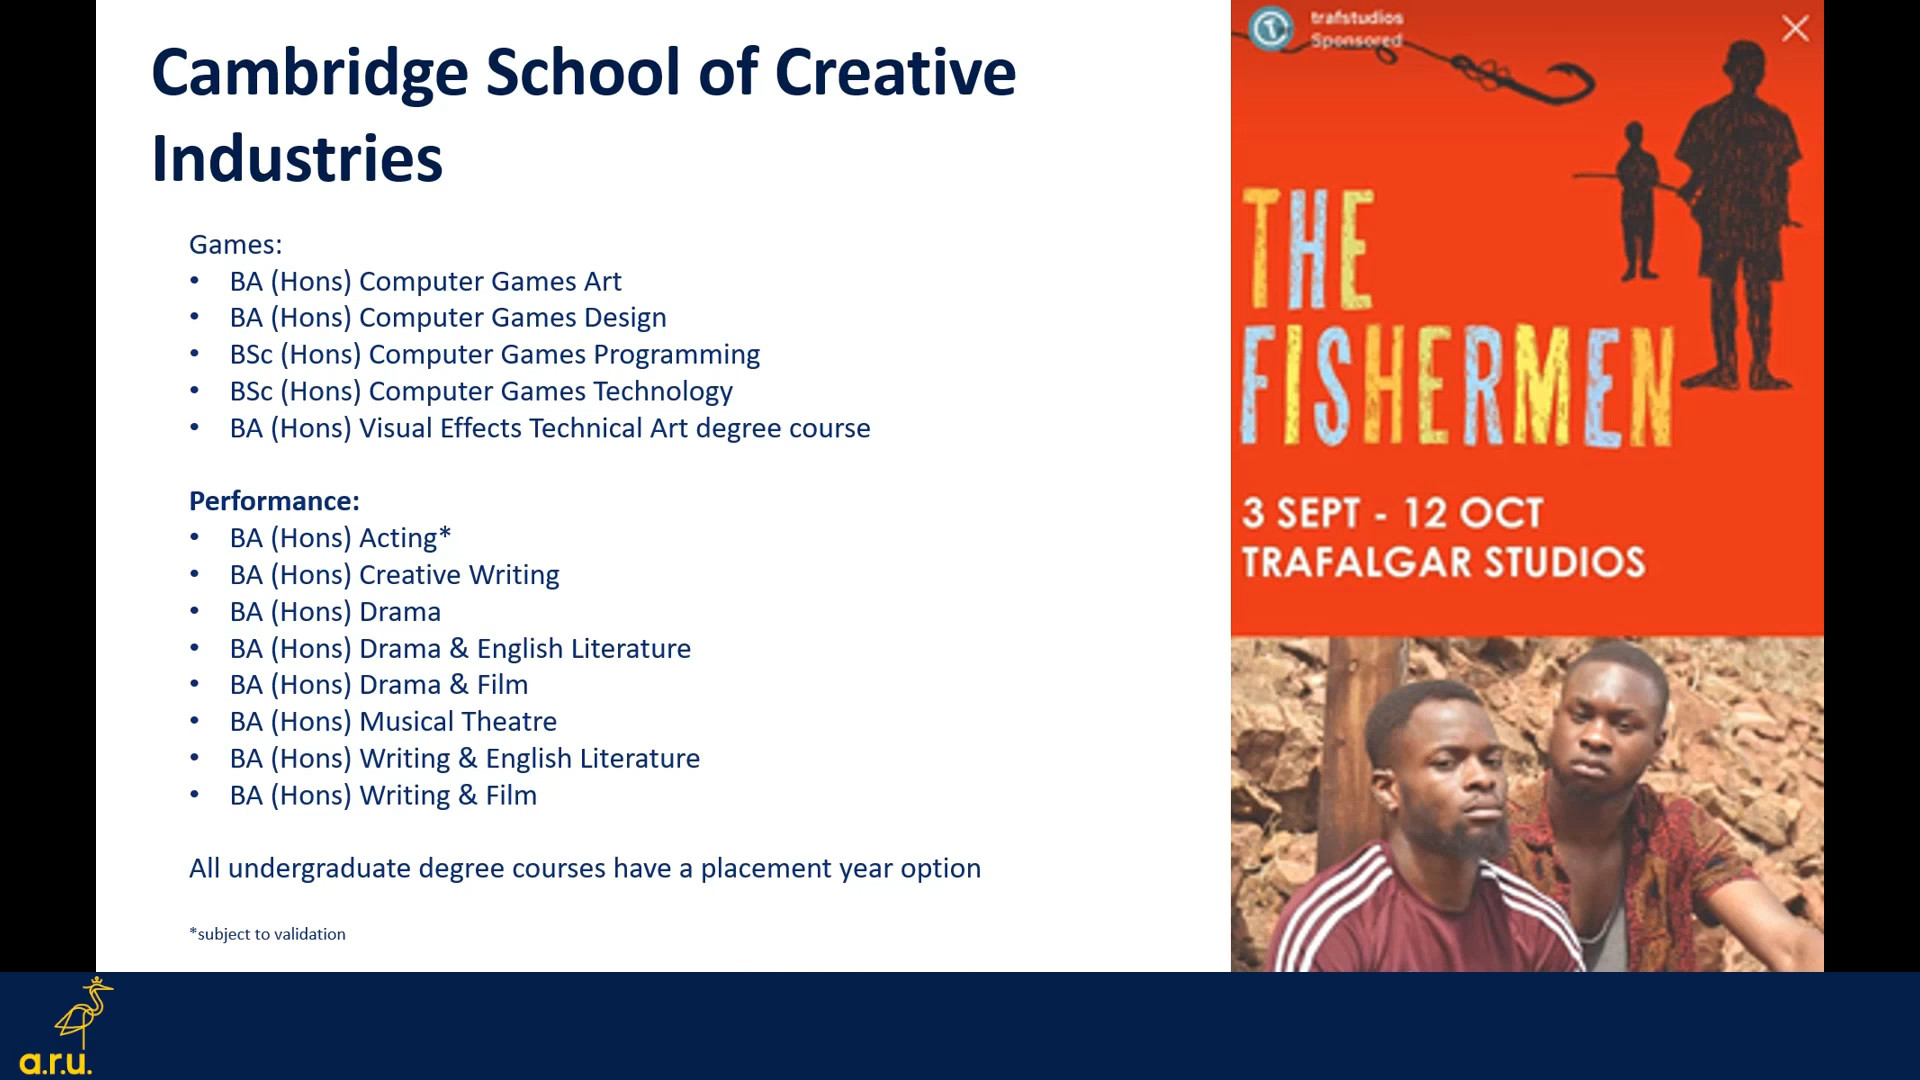 Cambridge School of Creative
Industries
Games:
• BA (Hons) Computer Games Art
• BA (Hons) Computer Games Design
• BSc (Hons) Computer Games Programming
• BSc (Hons) Computer Games Technology
• BA (Hons) Visual Effects Technical Art degree course
Performance:
• BA (Hons) Acting*
• BA (Hons) Creative Writing
• BA (Hons) Drama
• BA (Hons) Drama & English Literature
• BA (Hons) Drama & Film
• BA (Hons) Musical Theatre
• BA (Hons) Writing & English Literature
• BA (Hons) Writing & Film
All undergraduate degree courses have a placement year option
*subject to validation
trafstudios
Sponsored
THE
FISHERMEN
3 SEPT - 12 OCT
TRAFALGAR STUDIOS
a.r.u.